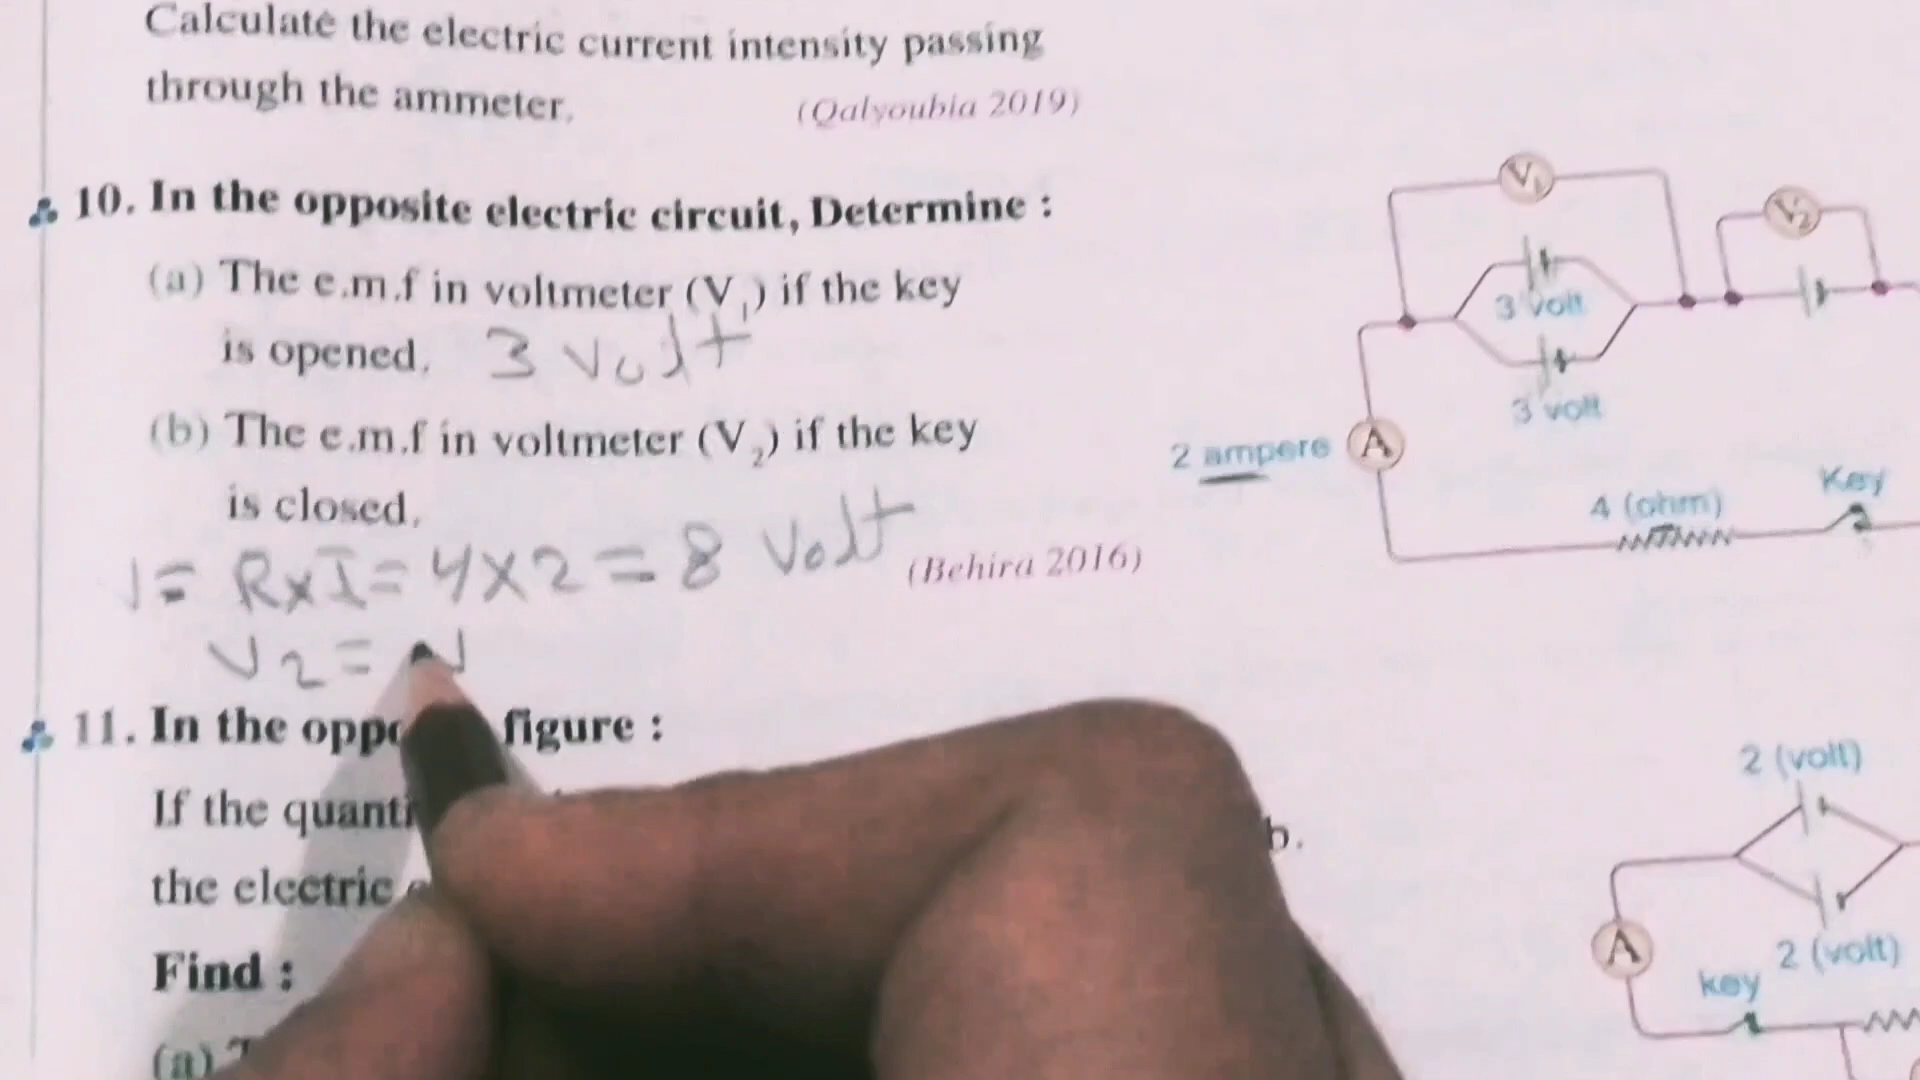 Calculate the electric current intensity passing
through the ammeter.
(Qalyoubia 2019)
10. In the opposite electric circuit, Determine :
(a) The e.m.f in voltmeter (V₁) if the key
is opened. 3 Volt
(b) The e.m.f in voltmeter (V₂) if the key
is closed.
V = R×I = 4×2 = 8 Volt
(Behira 2016)
V2 =
V₁
V₂
3 volt
3 volt
2 ampere A
4 (ohm)
Key
11. In the figure :
If the
the electric
b.
Find :
(a)
2 (volt)
A
2 (volt)
key